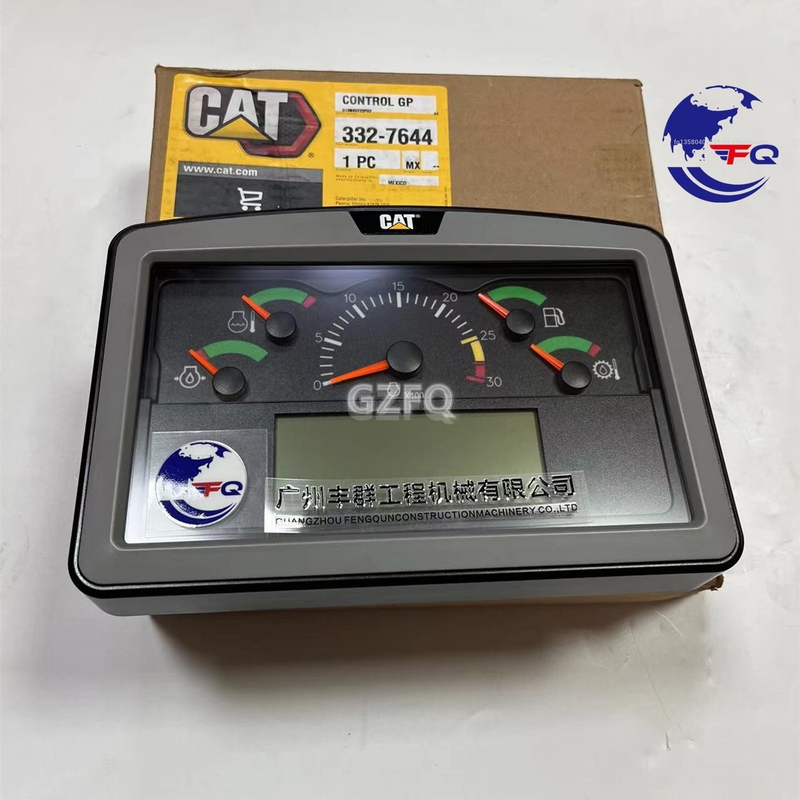 CAT
®
CONTROL GP
332-7644
1 PC
MX
www.cat.com
MEXICO
fq1358040
FQ
CAT
0
5
10
15
20
25
30
GZFQ
FQ
广州丰群工程机械有限公司
GUANGZHOU FENGQUNCONSTRUCTIONMACHINERY CO.,LTD